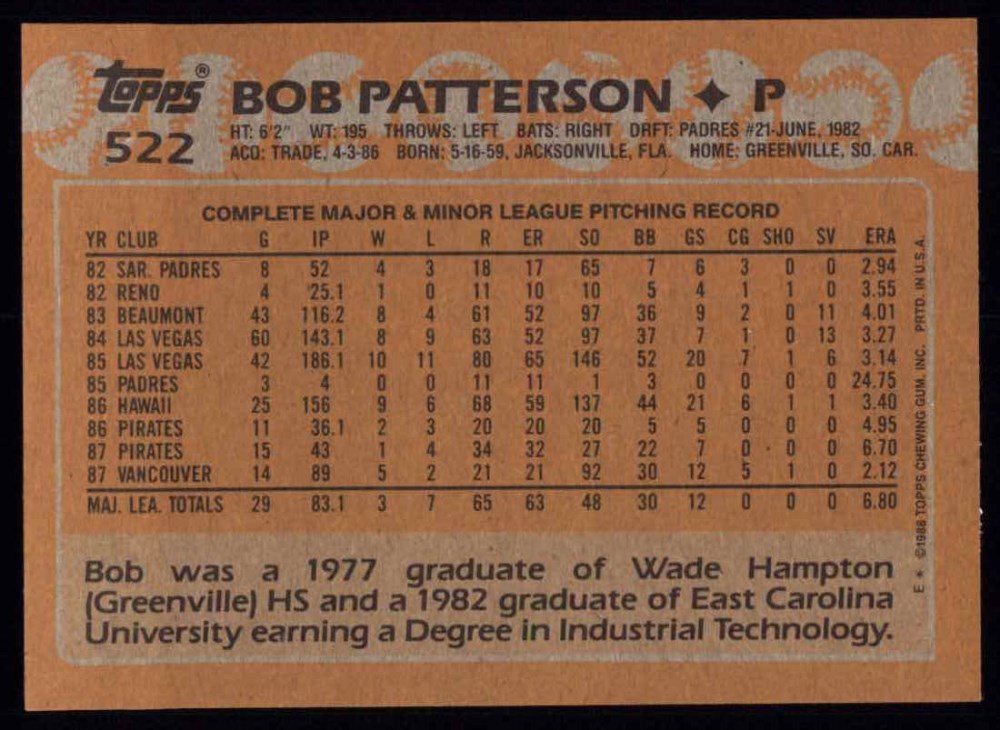 Topps® BOB PATTERSON ✦ P
522 HT: 6'2" WT: 195 THROWS: LEFT BATS: RIGHT DRFT: PADRES #21-JUNE, 1982
ACQ: TRADE, 4-3-86 BORN: 5-16-59, JACKSONVILLE, FLA. HOME: GREENVILLE, SO. CAR.
COMPLETE MAJOR & MINOR LEAGUE PITCHING RECORD
YR CLUB G IP W L R ER SO BB GS CG SHO SV ERA
82 SAR. PADRES 8 52 4 3 18 17 65 7 6 3 0 0 2.94
82 RENO 4 25.1 1 0 11 10 10 5 4 1 1 0 3.55
83 BEAUMONT 43 116.2 8 4 61 52 97 36 9 2 0 11 4.01
84 LAS VEGAS 60 143.1 8 9 63 52 97 37 7 1 0 13 3.27
85 LAS VEGAS 42 186.1 10 11 80 65 146 52 20 7 1 6 3.14
85 PADRES 3 4 0 0 11 11 1 3 0 0 0 0 24.75
86 HAWAII 25 156 9 6 68 59 137 44 21 6 1 1 3.40
86 PIRATES 11 36.1 2 3 20 20 20 5 5 0 0 0 4.95
87 PIRATES 15 43 1 4 34 32 27 22 7 0 0 0 6.70
87 VANCOUVER 14 89 5 2 21 21 92 30 12 5 1 0 2.12
MAJ. LEA. TOTALS 29 83.1 3 7 65 63 48 30 12 0 0 0 6.80
Bob was a 1977 graduate of Wade Hampton
(Greenville) HS and a 1982 graduate of East Carolina
University earning a Degree in Industrial Technology.
E * ©1988 TOPPS CHEWING GUM, INC. PRTD. IN U.S.A.